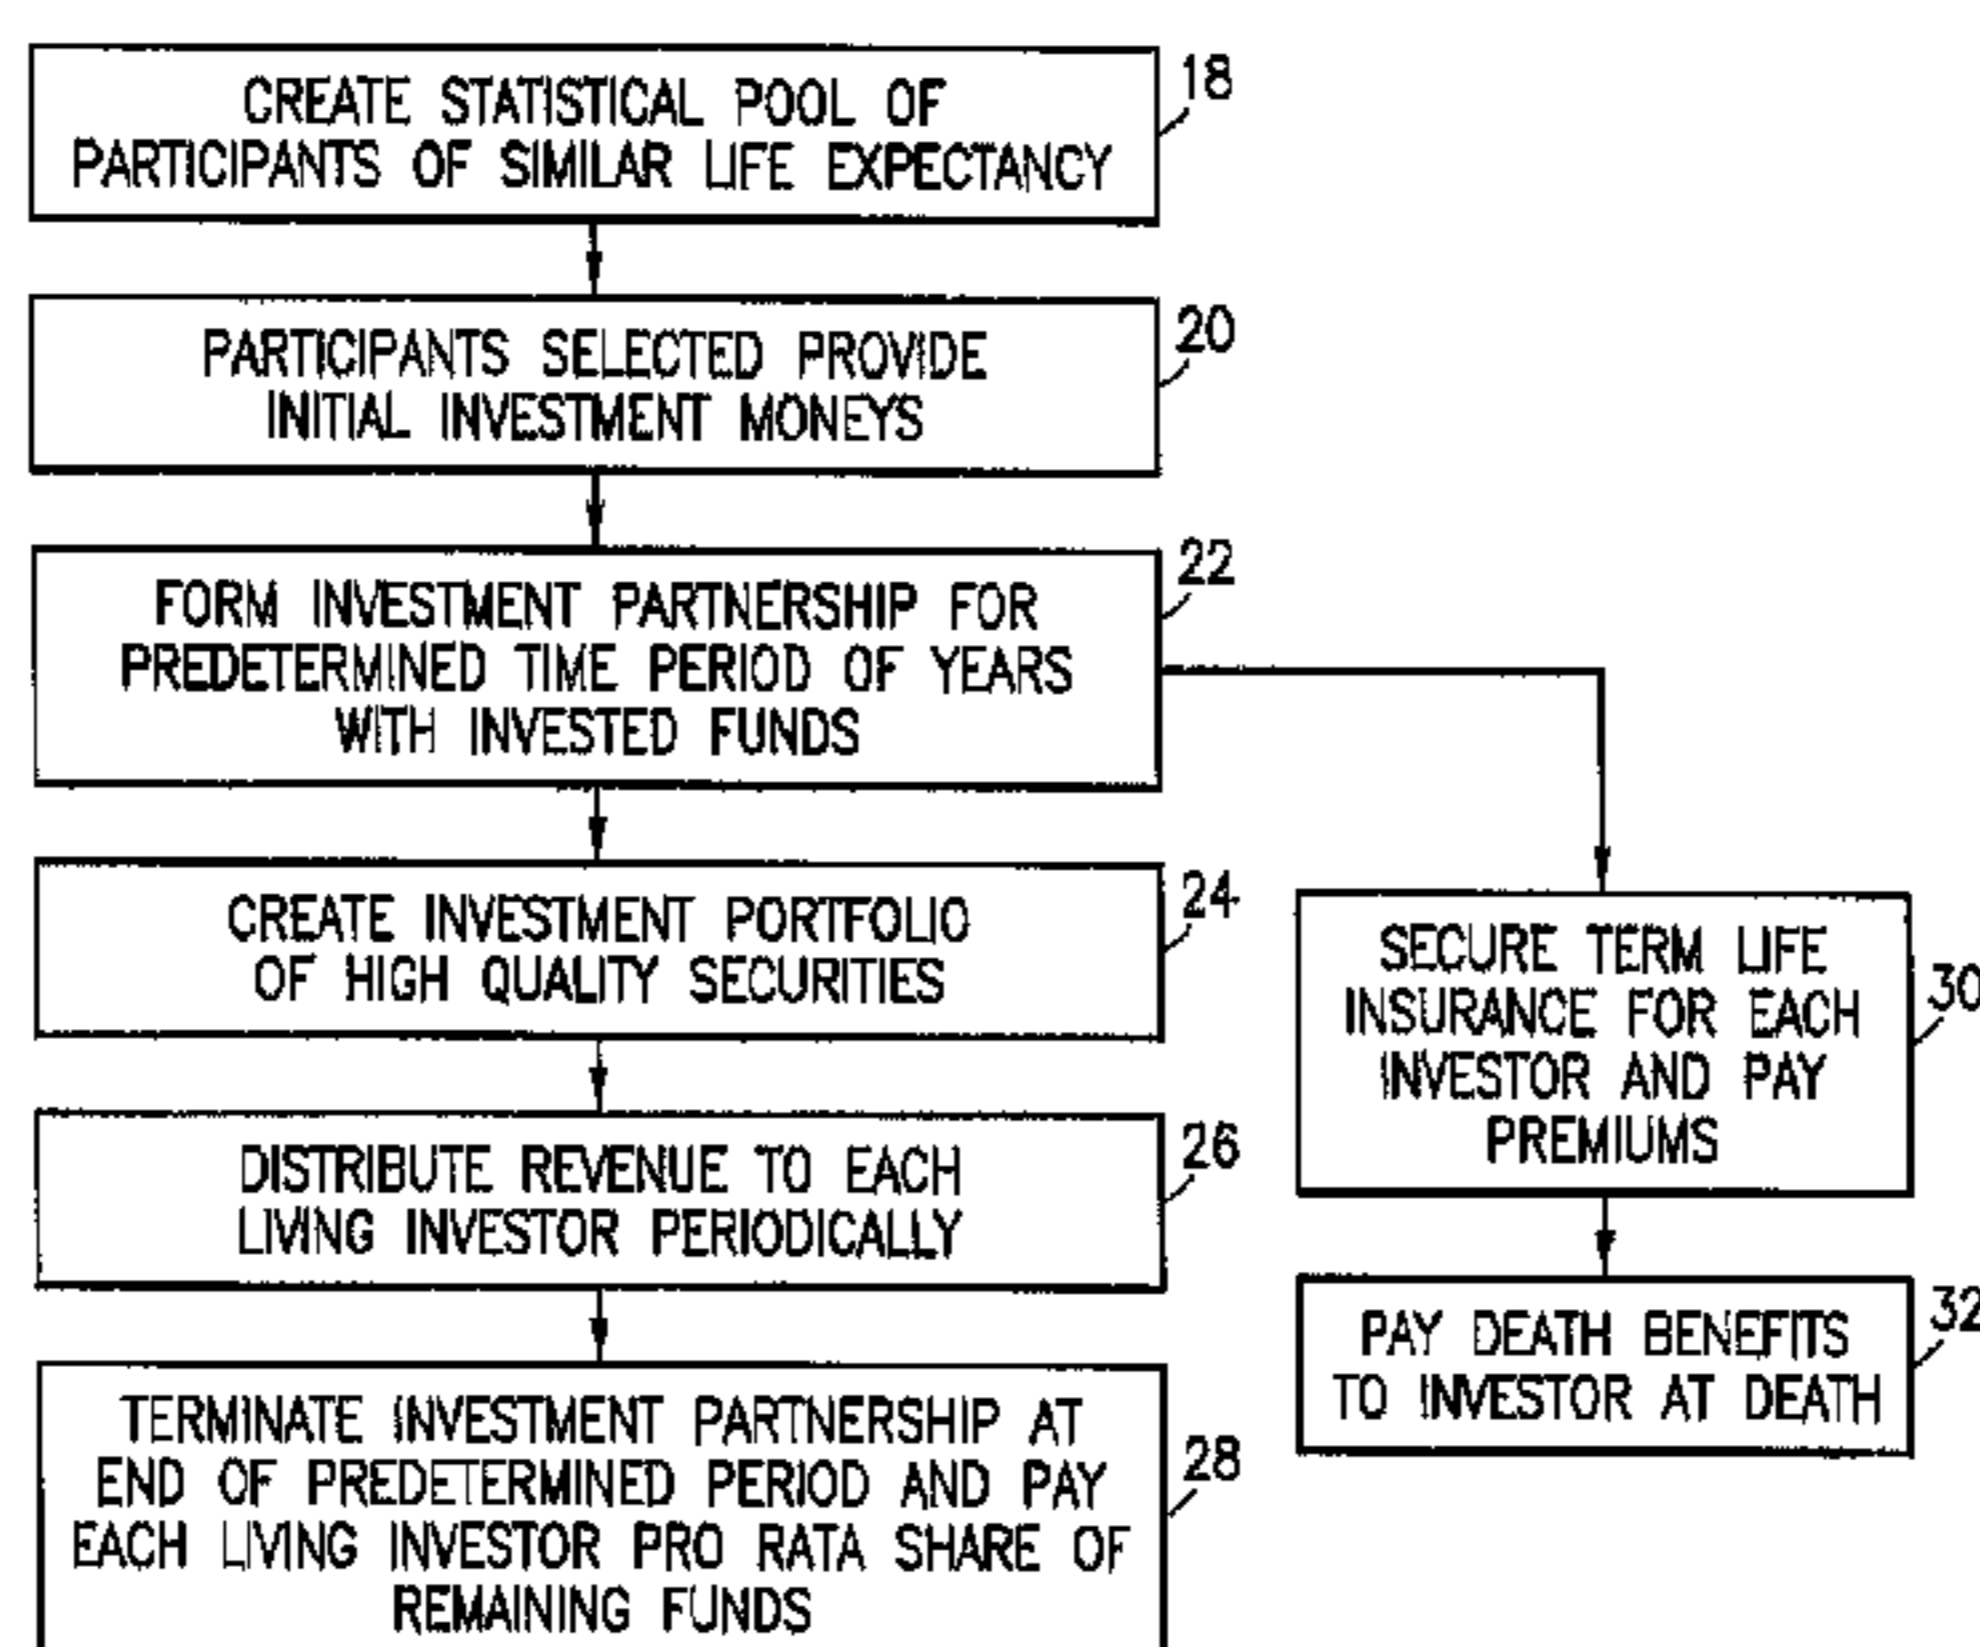 CREATE STATISTICAL POOL OF
PARTICIPANTS OF SIMILAR LIFE EXPECTANCY
18
PARTICIPANTS SELECTED PROVIDE
INITIAL INVESTMENT MONEYS
20
FORM INVESTMENT PARTNERSHIP FOR
PREDETERMINED TIME PERIOD OF YEARS
WITH INVESTED FUNDS
22
CREATE INVESTMENT PORTFOLIO
OF HIGH QUALITY SECURITIES
24
DISTRIBUTE REVENUE TO EACH
LIVING INVESTOR PERIODICALLY
26
TERMINATE INVESTMENT PARTNERSHIP AT
END OF PREDETERMINED PERIOD AND PAY
EACH LIVING INVESTOR PRO RATA SHARE OF
REMAINING FUNDS
28
SECURE TERM LIFE
INSURANCE FOR EACH
INVESTOR AND PAY
PREMIUMS
30
PAY DEATH BENEFITS
TO INVESTOR AT DEATH
32